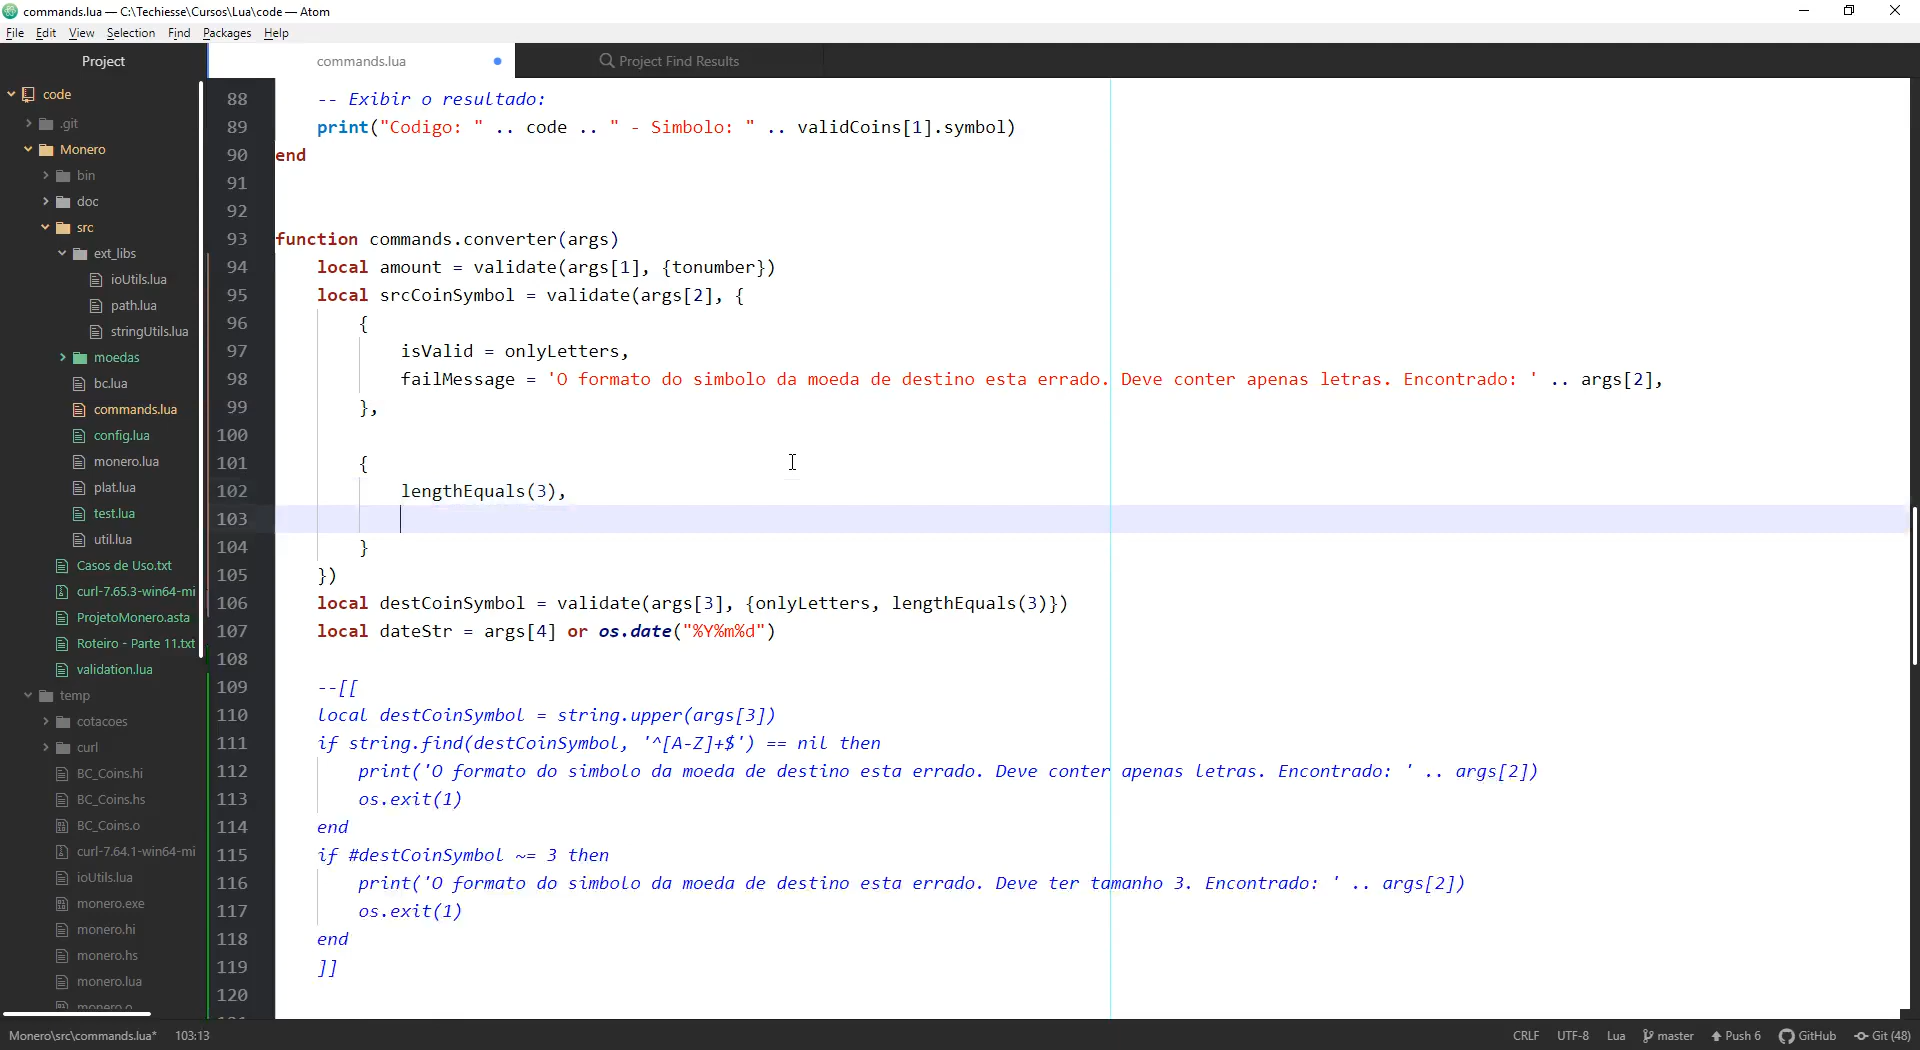 commands.lua — C:\Techiesse\Cursos\Lua\code — Atom
File Edit View Selection Find Packages Help
Project
commands.lua
Project Find Results
code
.git
Monero
bin
doc
src
ext_libs
ioUtils.lua
path.lua
stringUtils.lua
moedas
bc.lua
commands.lua
config.lua
monero.lua
plat.lua
test.lua
util.lua
Casos de Uso.txt
curl-7.65.3-win64-mi
ProjetoMonero.asta
Roteiro - Parte 11.txt
validation.lua
temp
cotacoes
curl
BC_Coins.hi
BC_Coins.hs
BC_Coins.o
curl-7.64.1-win64-mi
ioUtils.lua
monero.exe
monero.hi
monero.hs
monero.lua
monero.o
88 -- Exibir o resultado:
89 print("Codigo: " .. code .. " - Simbolo: " .. validCoins[1].symbol)
90 end
91
92
93 function commands.converter(args)
94 local amount = validate(args[1], {tonumber})
95 local srcCoinSymbol = validate(args[2], {
96 {
97 isValid = onlyLetters,
98 failMessage = 'O formato do simbolo da moeda de destino esta errado. Deve conter apenas letras. Encontrado: ' .. args[2],
99 },
100
101 {
102 lengthEquals(3),
103
104 }
105 })
106 local destCoinSymbol = validate(args[3], {onlyLetters, lengthEquals(3)})
107 local dateStr = args[4] or os.date("%Y%m%d")
108
109 --[[
110 local destCoinSymbol = string.upper(args[3])
111 if string.find(destCoinSymbol, '^[A-Z]+$') == nil then
112 print('O formato do simbolo da moeda de destino esta errado. Deve conter apenas letras. Encontrado: ' .. args[2])
113 os.exit(1)
114 end
115 if #destCoinSymbol ~= 3 then
116 print('O formato do simbolo da moeda de destino esta errado. Deve ter tamanho 3. Encontrado: ' .. args[2])
117 os.exit(1)
118 end
119 ]]
120
Monero\src\commands.lua* 103:13
CRLF UTF-8 Lua master Push 6 GitHub Git (48)